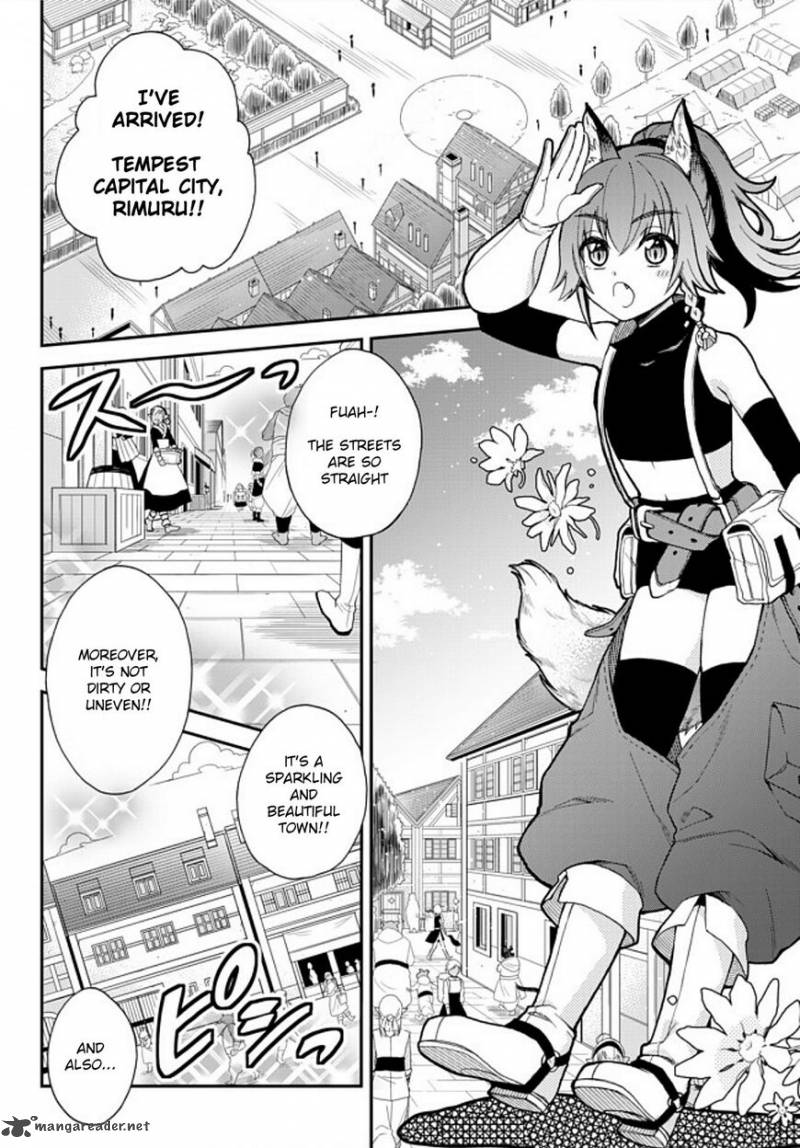 I'VE
ARRIVED!
TEMPEST
CAPITAL CITY,
RIMURU!!
スーッ
FUAH-!
THE STREETS
ARE SO
STRAIGHT
MOREOVER,
IT'S NOT
DIRTY OR
UNEVEN!!
IT'S A
SPARKLING
AND
BEAUTIFUL
TOWN!!
ピシッ
AND
ALSO...
mangareader.net